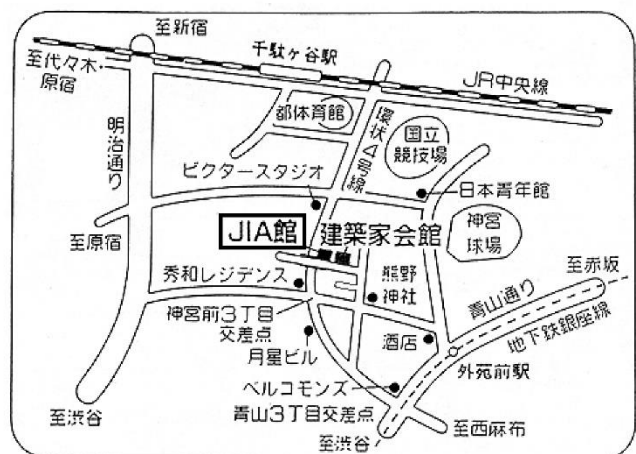 至新宿
千駄ヶ谷駅
至代々木・
原宿
JR中央線
都体育館
明治通り
環状4号線
国立
競技場
ビクタースタジオ
日本青年館
JIA館
建築家会館
神宮
球場
至原宿
秀和レジデンス
熊野
神社
至赤坂
青山通り
神宮前3丁目
交差点
地下鉄銀座線
酒店
月星ビル
外苑前駅
ベルコモンズ
至渋谷
青山3丁目交差点
至西麻布
至渋谷